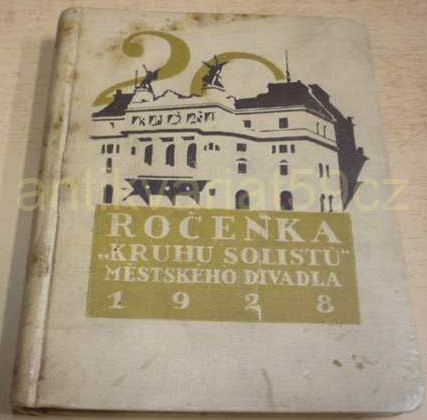 20
antikvariat59.cz
ROČENKA
„KRUHU SOLISTŮ"
MĚSTSKÉHO DIVADLA
1928